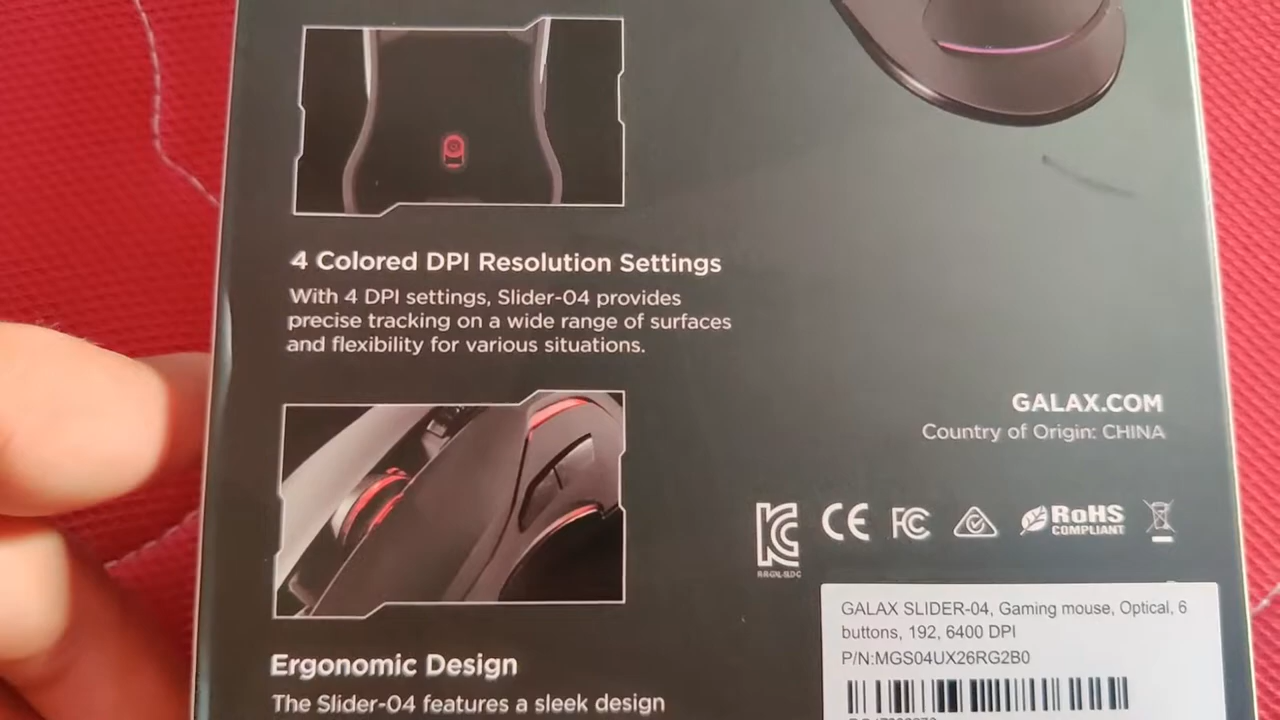 4 Colored DPI Resolution Settings
With 4 DPI settings, Slider-04 provides
precise tracking on a wide range of surfaces
and flexibility for various situations.
GALAX.COM
Country of Origin: CHINA
CE FC RoHS
COMPLIANT
Ergonomic Design
The Slider-04 features a sleek design
GALAX SLIDER-04, Gaming mouse, Optical, 6
buttons, 192, 6400 DPI
P/N:MGS04UX26RG2B0